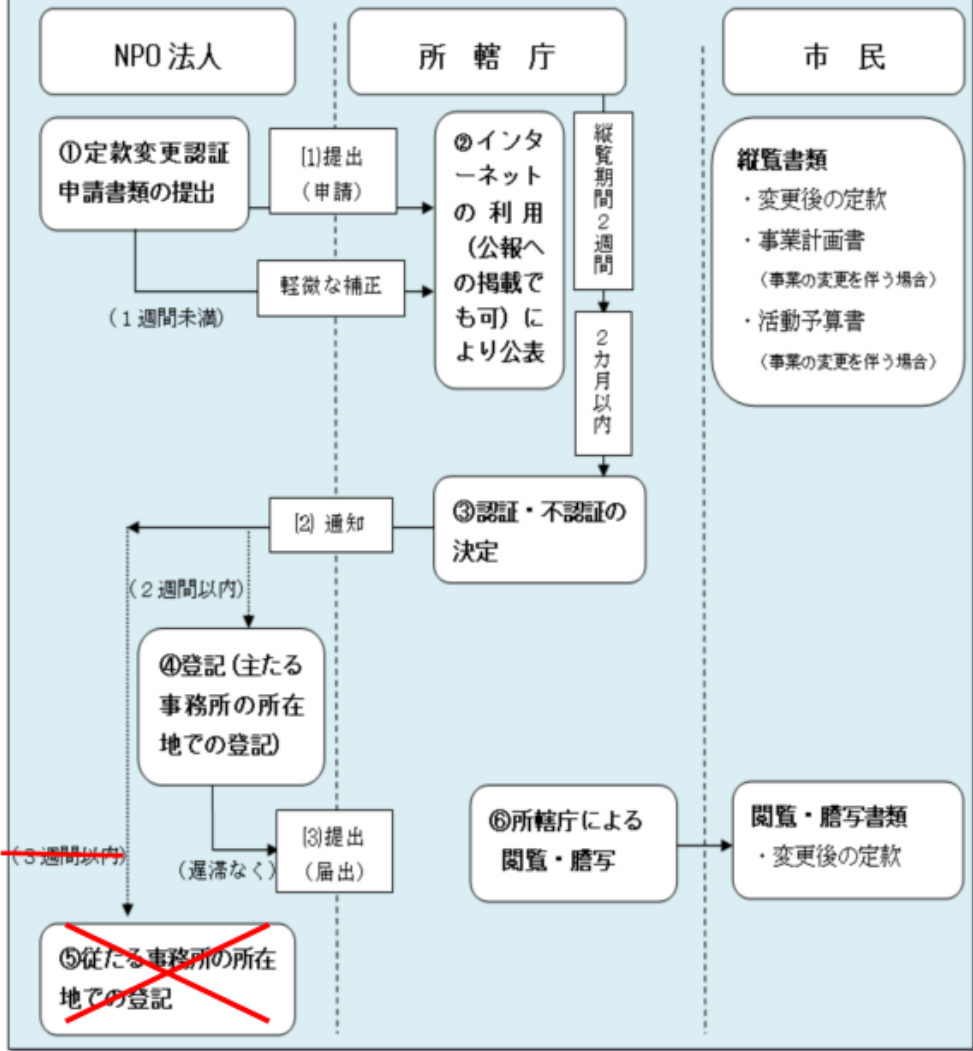 NPO法人
所 轄 庁
市 民
①定款変更認証
申請書類の提出
[1]提出
(申請)
軽微な補正
(1週間未満)
②インタ
ーネット
の 利 用
(公報へ
の掲載で
も可)に
より公表
縦覧期間2週間
2カ月以内
縦覧書類
・変更後の定款
・事業計画書
(事業の変更を伴う場合)
・活動予算書
(事業の変更を伴う場合)
③認証・不認証の
決定
[2] 通知
(2週間以内)
④登記(主たる
事務所の所在
地での登記)
[3]提出
(届出)
(遅滞なく)
(3週間以内)
⑤従たる事務所の所在
地での登記
⑥所轄庁による
閲覧・謄写
閲覧・謄写書類
・変更後の定款